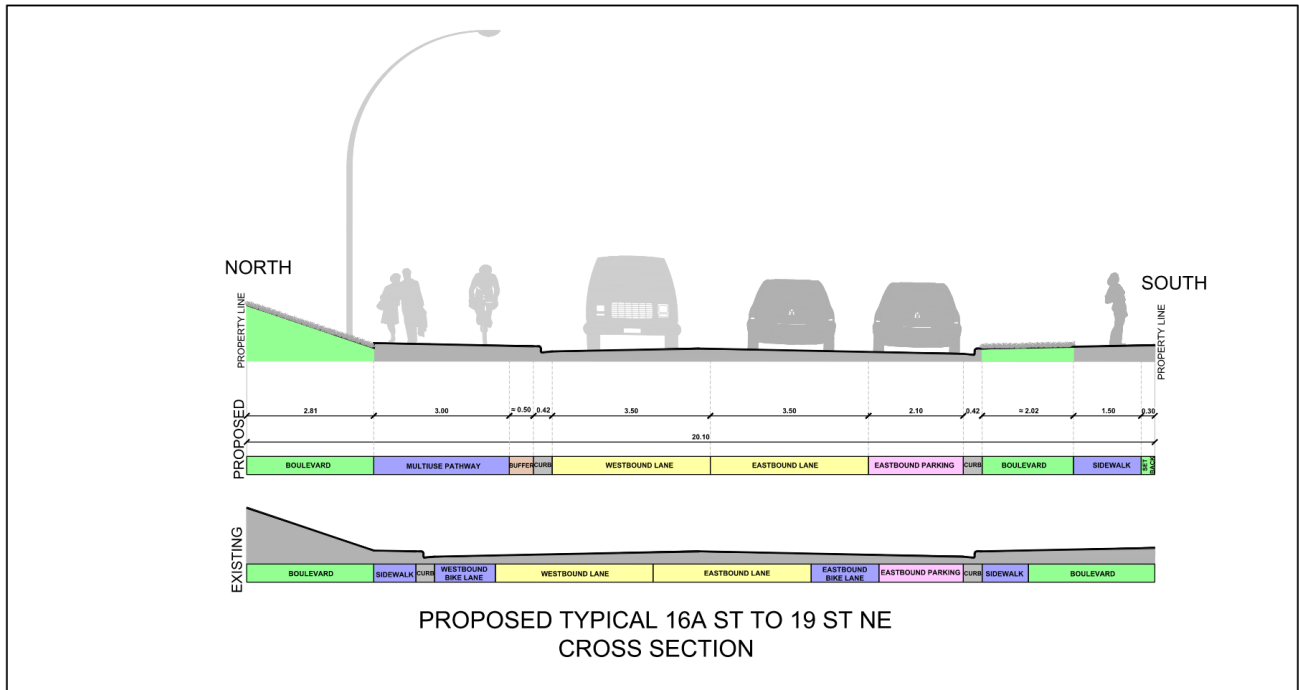 NORTH
SOUTH
PROPERTY LINE
PROPERTY LINE
PROPOSED
2.81
3.00
≈ 0.50
0.42
3.50
3.50
2.10
0.42
≈ 2.02
1.50
0.30
20.10
BOULEVARD
MULTIUSE PATHWAY
BUFFER
CURB
WESTBOUND LANE
EASTBOUND LANE
EASTBOUND PARKING
CURB
BOULEVARD
SIDEWALK
SET
BACK
EXISTING
BOULEVARD
SIDEWALK
CURB
WESTBOUND
BIKE LANE
WESTBOUND LANE
EASTBOUND LANE
EASTBOUND
BIKE LANE
EASTBOUND PARKING
CURB
SIDEWALK
BOULEVARD
PROPOSED TYPICAL 16A ST TO 19 ST NE
CROSS SECTION